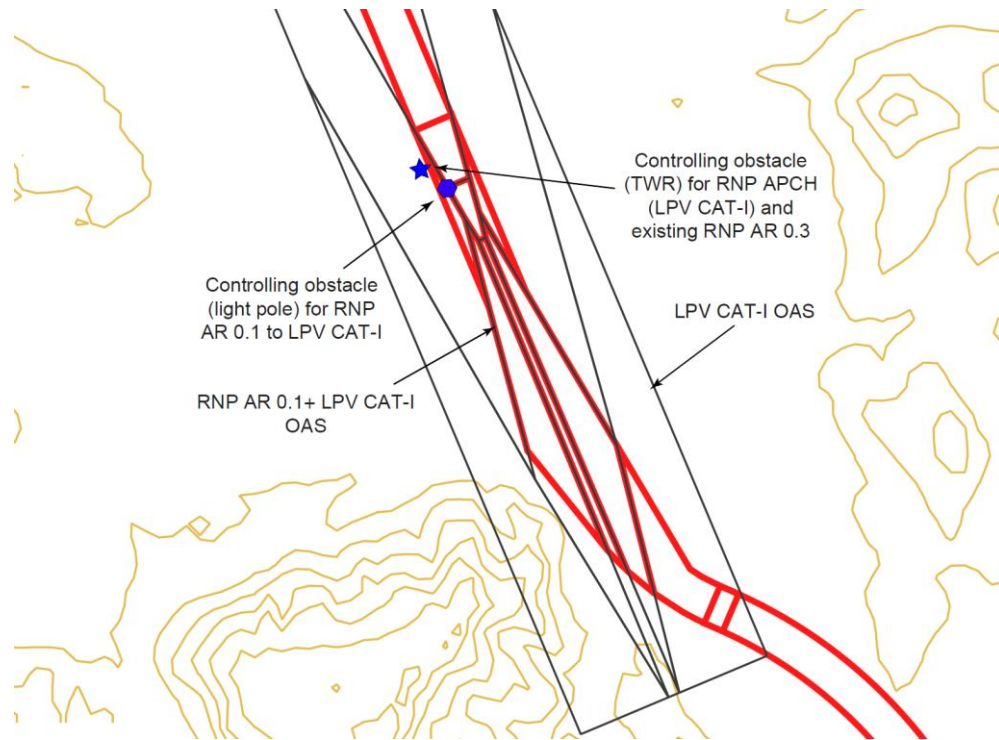 Controlling obstacle
(TWR) for RNP APCH
(LPV CAT-I) and
existing RNP AR 0.3
Controlling obstacle
(light pole) for RNP
AR 0.1 to LPV CAT-I
LPV CAT-I OAS
RNP AR 0.1+ LPV CAT-I
OAS